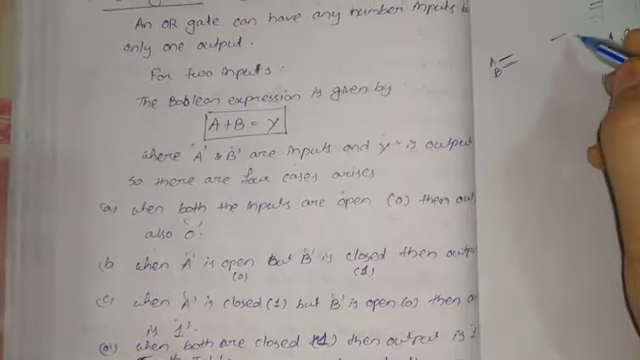 An OR gate can have any number inputs b
only one output.
For two inputs:
The Boolean expression is given by
A+B = Y
where 'A' & 'B' are inputs and "y" is output
so there are four cases arises
(a) when both the inputs are open (0) then out
also '0'.
(b when 'A' is open but 'B' is closed then outp
(0) (1)
(c) when 'A' is closed (1) but 'B' is open (0) then o
is '1'.
(d) when both are closed (1) then output is 1
A
B